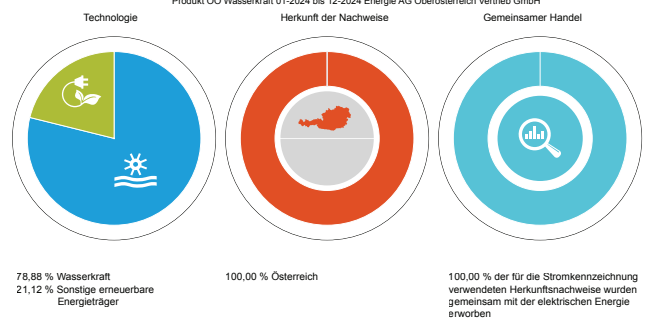 Produkt OÖ Wasserkraft 01-2024 bis 12-2024 Energie AG Oberösterreich Vertrieb GmbH
Technologie
Herkunft der Nachweise
Gemeinsamer Handel
78,88 % Wasserkraft
21,12 % Sonstige erneuerbare
Energieträger
100,00 % Österreich
100,00 % der für die Stromkennzeichnung
verwendeten Herkunftsnachweise wurden
gemeinsam mit der elektrischen Energie
erworben